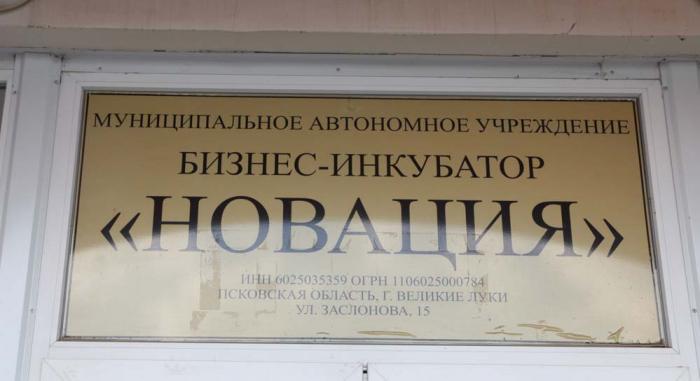 МУНИЦИПАЛЬНОЕ АВТОНОМНОЕ УЧРЕЖДЕНИЕ
БИЗНЕС-ИНКУБАТОР
«НОВАЦИЯ»
ИНН 6025035359 ОГРН 1106025000784
ПСКОВСКАЯ ОБЛАСТЬ, Г. ВЕЛИКИЕ ЛУКИ
УЛ. ЗАСЛОНОВА, 15